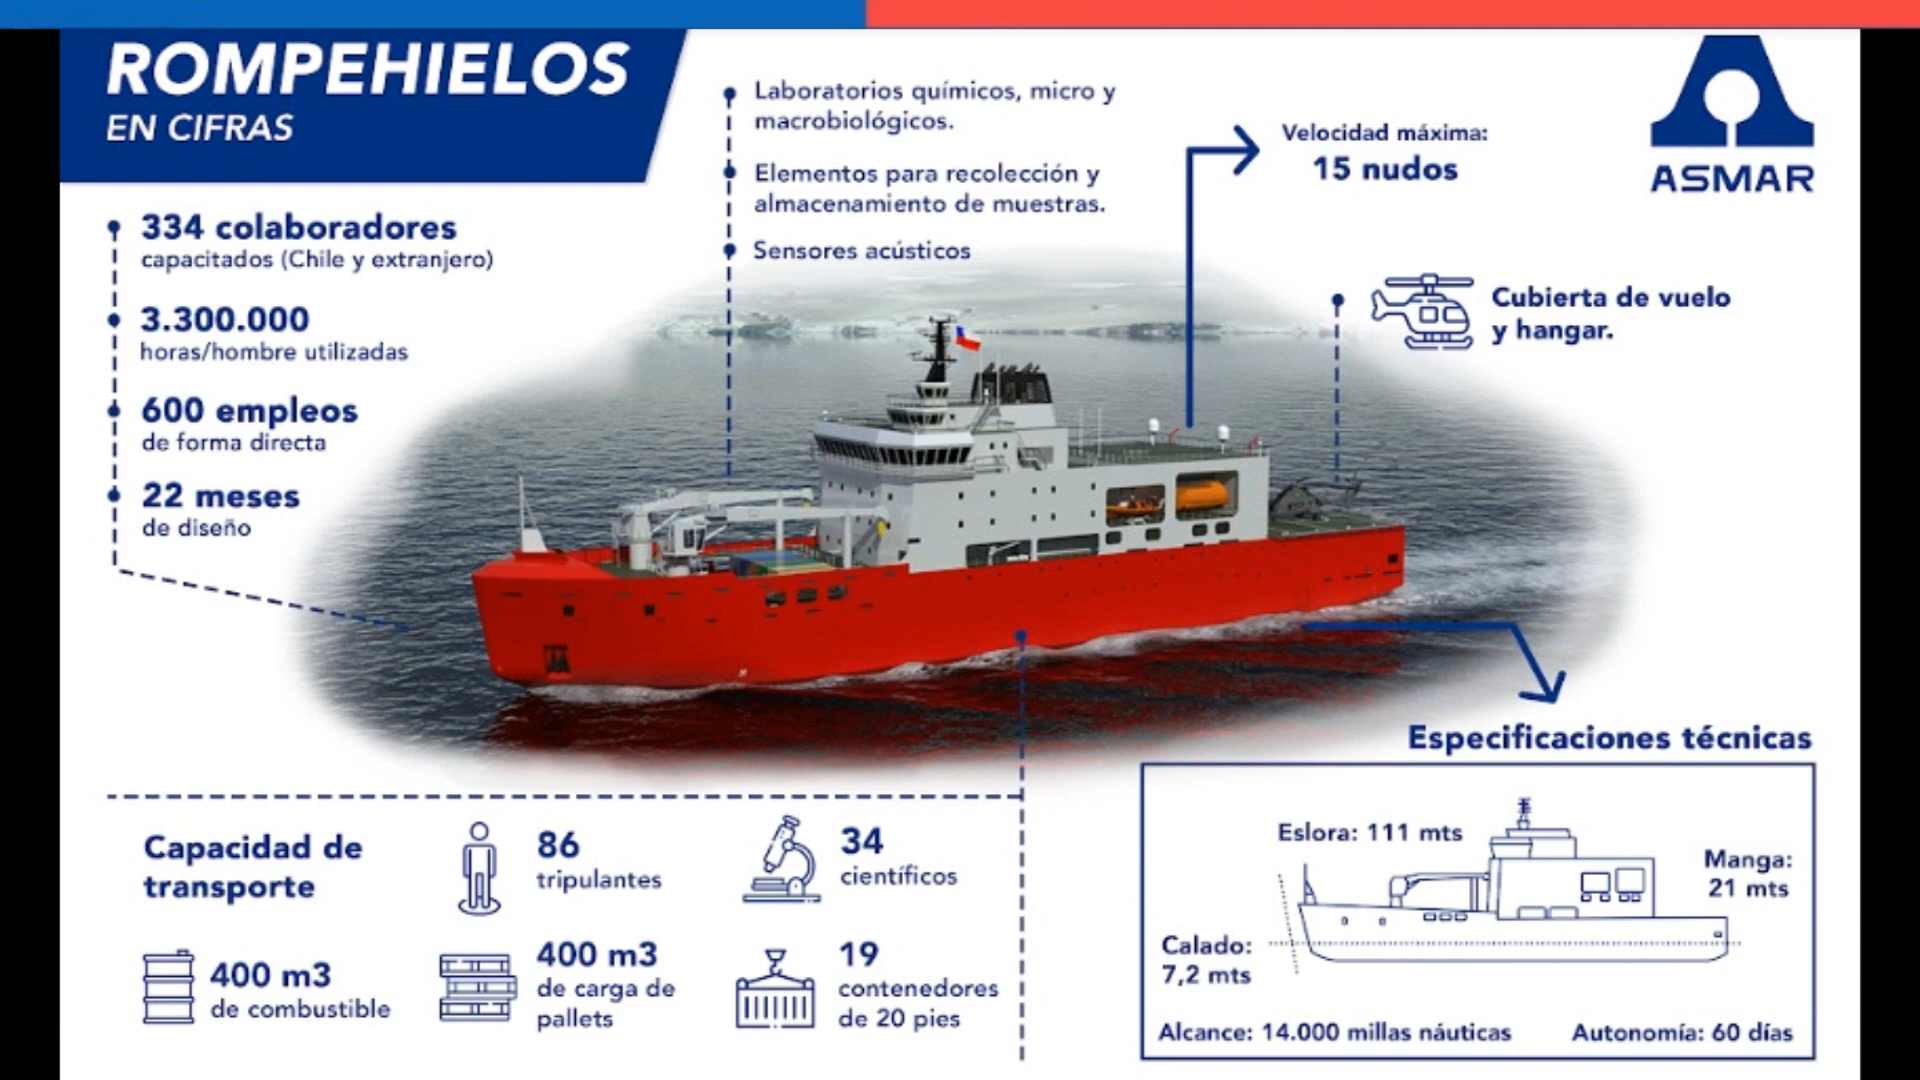 ROMPEHIELOS
EN CIFRAS
334 colaboradores
capacitados (Chile y extranjero)
3.300.000
horas/hombre utilizadas
600 empleos
de forma directa
22 meses
de diseño
Laboratorios químicos, micro y
macrobiológicos.
Elementos para recolección y
almacenamiento de muestras.
Sensores acústicos
Velocidad máxima:
15 nudos
ASMAR
Cubierta de vuelo
y hangar.
Capacidad de
transporte
86
tripulantes
34
científicos
400 m3
de combustible
400 m3
de carga de
pallets
19
contenedores
de 20 pies
Especificaciones técnicas
Eslora: 111 mts
Manga:
21 mts
Calado:
7,2 mts
Alcance: 14.000 millas náuticas
Autonomía: 60 días